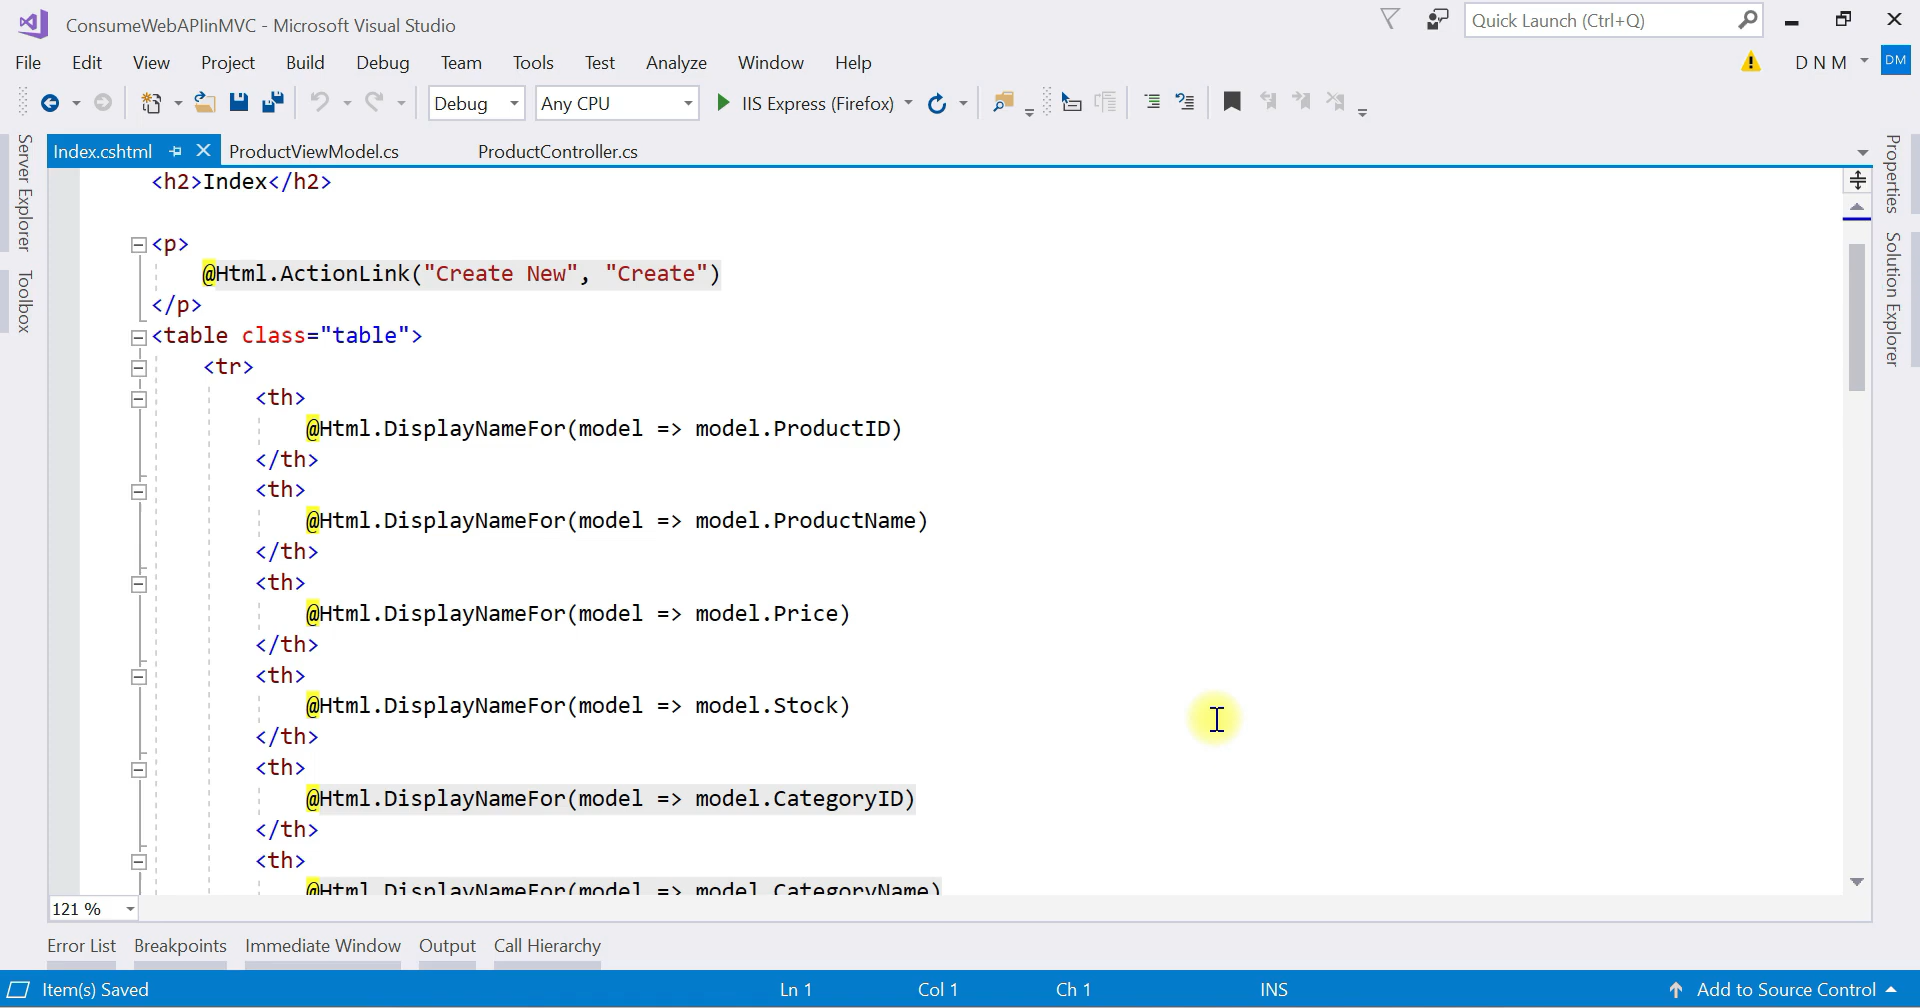 ConsumeWebAPIinMVC - Microsoft Visual Studio
Quick Launch (Ctrl+Q)
File Edit View Project Build Debug Team Tools Test Analyze Window Help
D N M
DM
Debug Any CPU IIS Express (Firefox)
Server Explorer
Toolbox
Index.cshtml ProductViewModel.cs ProductController.cs
Properties
Solution Explorer
<h2>Index</h2>
<p>
@Html.ActionLink("Create New", "Create")
</p>
<table class="table">
<tr>
<th>
@Html.DisplayNameFor(model => model.ProductID)
</th>
<th>
@Html.DisplayNameFor(model => model.ProductName)
</th>
<th>
@Html.DisplayNameFor(model => model.Price)
</th>
<th>
@Html.DisplayNameFor(model => model.Stock)
</th>
<th>
@Html.DisplayNameFor(model => model.CategoryID)
</th>
<th>
@Html.DisplayNameFor(model => model.CategoryName)
121 %
Error List Breakpoints Immediate Window Output Call Hierarchy
Item(s) Saved Ln 1 Col 1 Ch 1 INS Add to Source Control